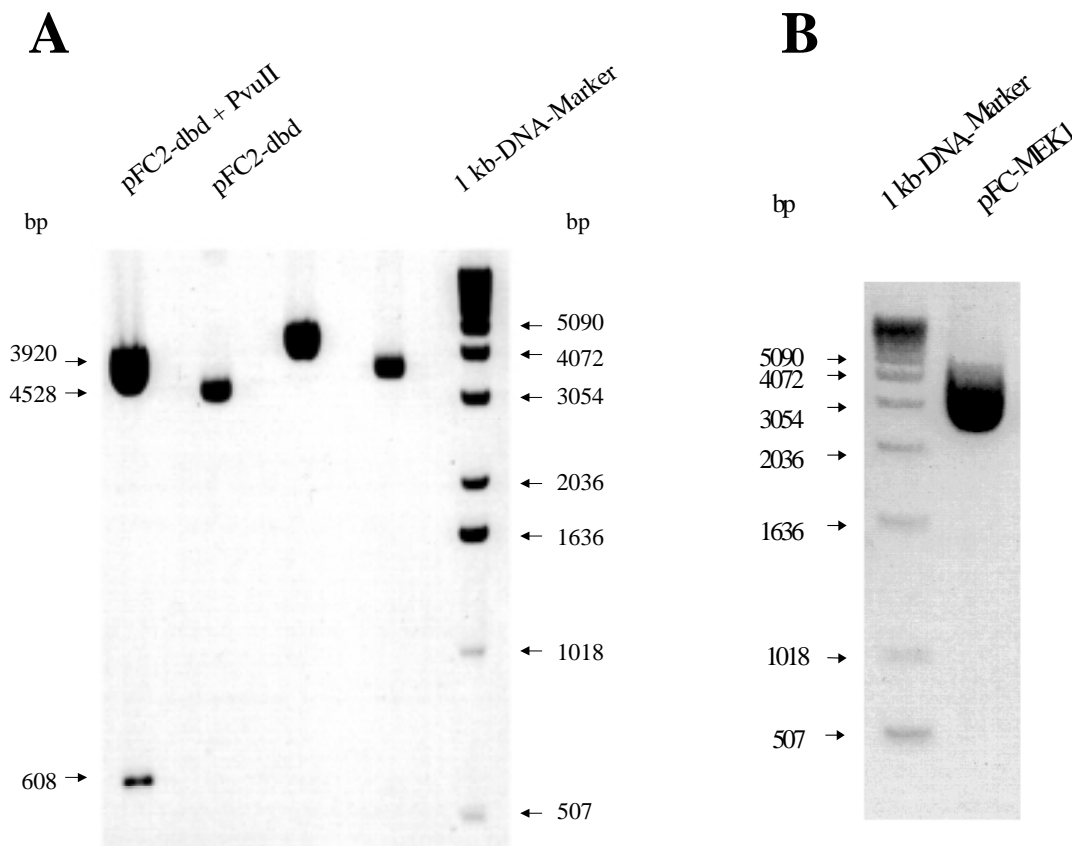 A
B
pFC2-dbd + PvuII
pFC2-dbd
1 kb-DNA-Marker
1 kb-DNA-Marker
pFC-MEK1
bp
bp
bp
3920
4528
608
5090
4072
3054
2036
1636
1018
507
5090
4072
3054
2036
1636
1018
507